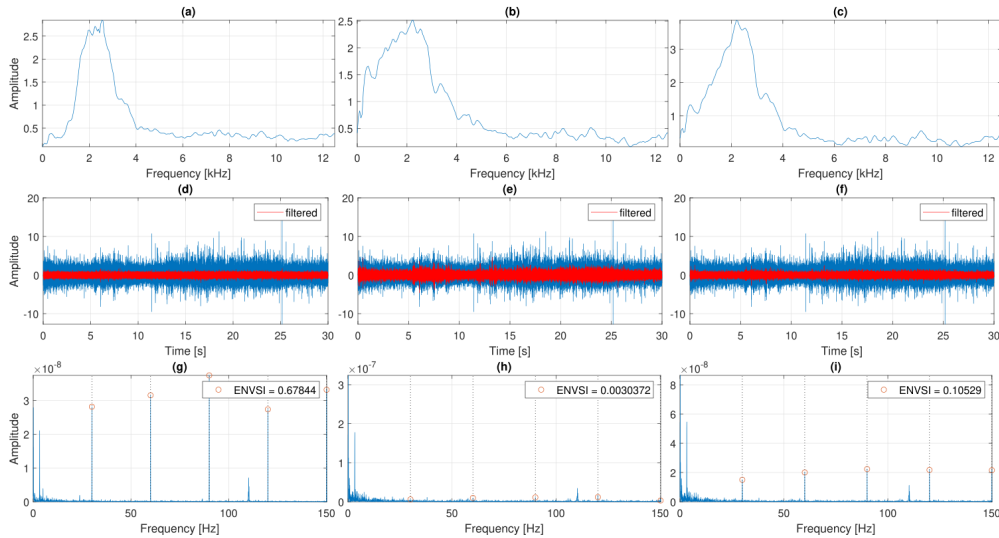 (a) (b) (c)
Amplitude
2.5 2 1.5 1 0.5
2.5 2 1.5 1 0.5
3 2 1
0 2 4 6 8 10 12
0 2 4 6 8 10 12
0 2 4 6 8 10 12
Frequency [kHz] Frequency [kHz] Frequency [kHz]
(d) (e) (f)
Amplitude
20 10 0 -10
20 10 0 -10
20 10 0 -10
filtered filtered filtered
0 5 10 15 20 25 30
0 5 10 15 20 25 30
0 5 10 15 20 25 30
Time [s] Time [s] Time [s]
(g) (h) (i)
×10⁻⁸ ×10⁻⁷ ×10⁻⁸
Amplitude
3 2 1 0
3 2 1 0
8 6 4 2 0
ENVSI = 0.67844 ENVSI = 0.0030372 ENVSI = 0.10529
0 50 100 150
0 50 100 150
0 50 100 150
Frequency [Hz] Frequency [Hz] Frequency [Hz]